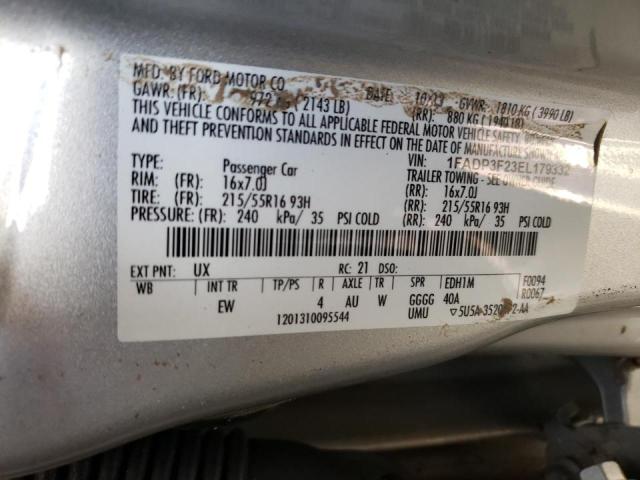 MFD. BY FORD MOTOR CO
DATE: 10/13 GVWR: 1810 KG ( 3990 LB)
GAWR: (FR): 972 KG ( 2143 LB)
(RR): 880 KG ( 1940 LB)
THIS VEHICLE CONFORMS TO ALL APPLICABLE FEDERAL MOTOR VEHICLE SAFETY,
AND THEFT PREVENTION STANDARDS IN EFFECT ON THE DATE OF
VIN: 1FADP3F23EL179332
TYPE: Passenger Car
TRAILER TOWING - SEE OWNER GUIDE
RIM: (FR): 16x7.0J (RR): 16x7.0J
TIRE: (FR): 215/55R16 93H (RR): 215/55R16 93H
PRESSURE: (FR): 240 kPa/ 35 PSI COLD (RR): 240 kPa/ 35 PSI COLD
EXT PNT: UX RC: 21 DSO:
WB INT TR TP/PS R AXLE TR SPR EDH1M F0094
EW 4 AU W GGGG 40A R0067
1201310095544 UMU